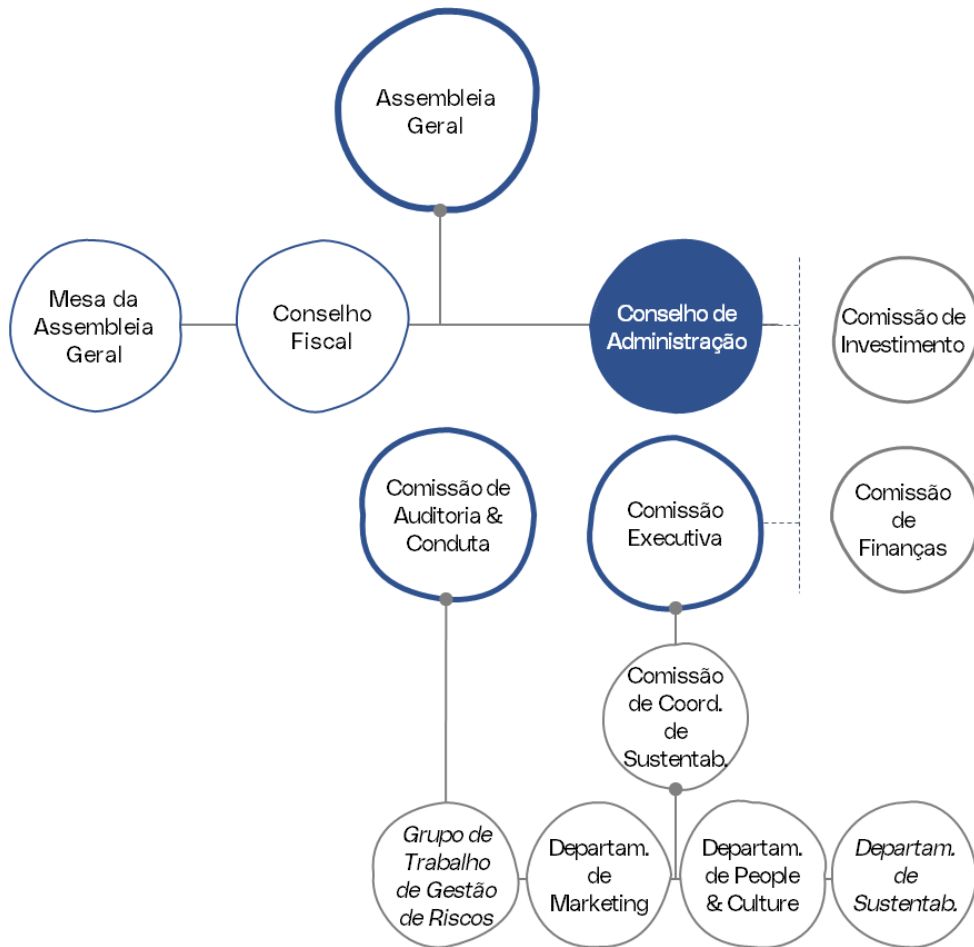 Assembleia
Geral
Mesa da
Assembleia
Geral
Conselho
Fiscal
Conselho de
Administração
Comissão de
Investimento
Comissão de
Auditoria &
Conduta
Comissão
Executiva
Comissão
de
Finanças
Comissão
de Coord.
de
Sustentab.
Grupo de
Trabalho
de Gestão
de Riscos
Departam.
de
Marketing
Departam.
de People
& Culture
Departam.
de
Sustentab.